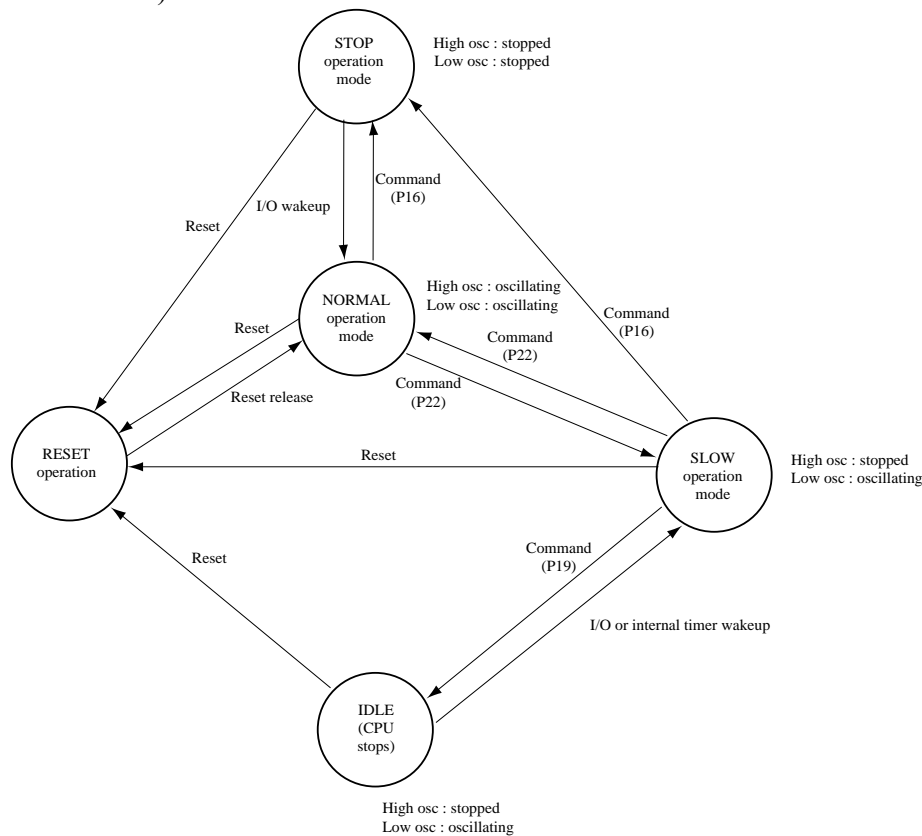 )
STOP
operation
mode
High osc : stopped
Low osc : stopped
Command
(P16)
I/O wakeup
Reset
NORMAL
operation
mode
High osc : oscillating
Low osc : oscillating
Command
(P16)
Reset
Command
(P22)
Command
(P22)
Reset release
RESET
operation
Reset
SLOW
operation
mode
High osc : stopped
Low osc : oscillating
Reset
Command
(P19)
I/O or internal timer wakeup
IDLE
(CPU
stops)
High osc : stopped
Low osc : oscillating